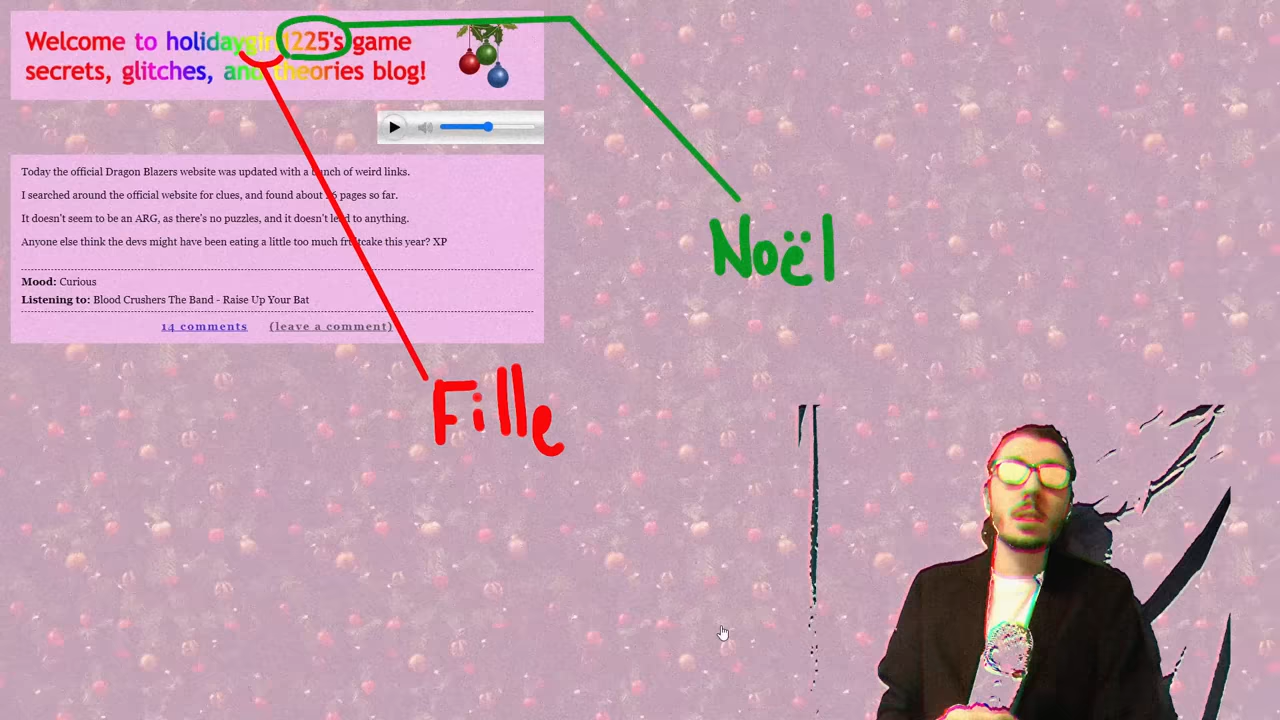 Welcome to holidaygirl1225's game
secrets, glitches, and theories blog!
Today the official Dragon Blazers website was updated with a bunch of weird links.
I searched around the official website for clues, and found about 26 pages so far.
It doesn't seem to be an ARG, as there's no puzzles, and it doesn't lead to anything.
Anyone else think the devs might have been eating a little too much fruitcake this year? XP
Mood: Curious
Listening to: Blood Crushers The Band - Raise Up Your Bat
14 comments (leave a comment)
Noël
Fille